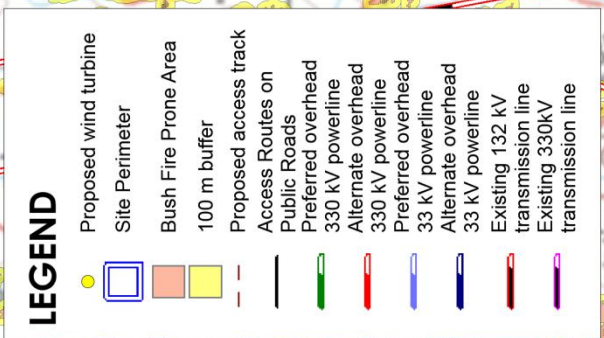 LEGEND
Proposed wind turbine
Site Perimeter
Bush Fire Prone Area
100 m buffer
Proposed access track
Access Routes on
Public Roads
Preferred overhead
330 kV powerline
Alternate overhead
330 kV powerline
Preferred overhead
33 kV powerline
Alternate overhead
33 kV powerline
Existing 132 kV
transmission line
Existing 330kV
transmission line